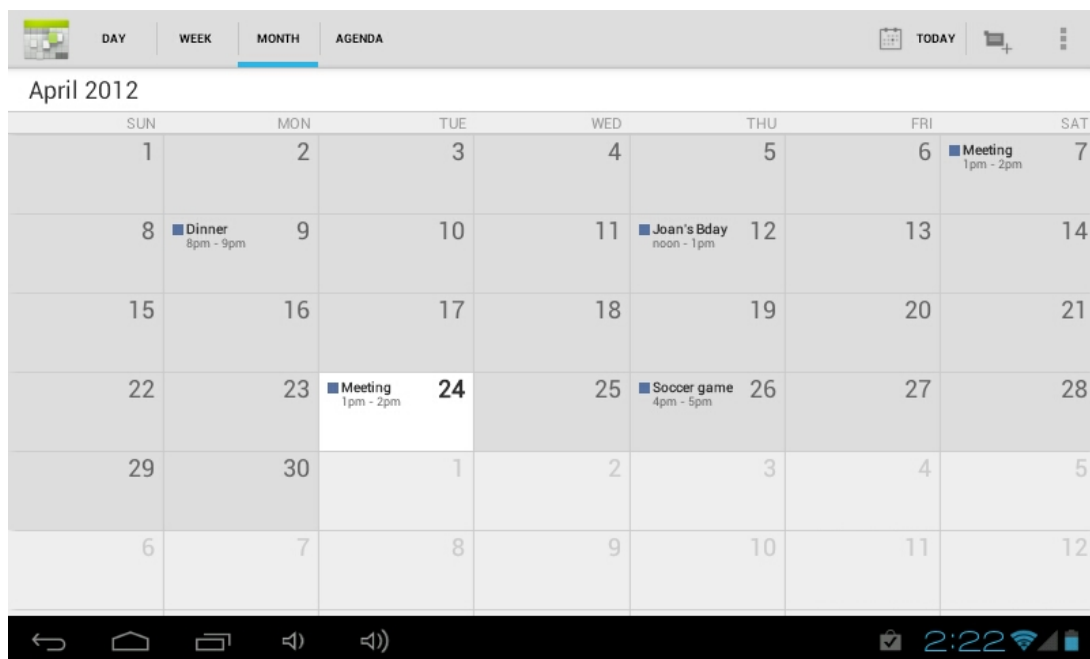 DAY WEEK MONTH AGENDA TODAY
April 2012
SUN MON TUE WED THU FRI SAT
1 2 3 4 5 6 Meeting 7
1pm - 2pm
8 Dinner 9 10 11 Joan's Bday 12 13 14
8pm - 9pm noon - 1pm
15 16 17 18 19 20 21
22 23 Meeting 24 25 Soccer game 26 27 28
1pm - 2pm 4pm - 5pm
29 30 1 2 3 4 5
6 7 8 9 10 11 12
2:22